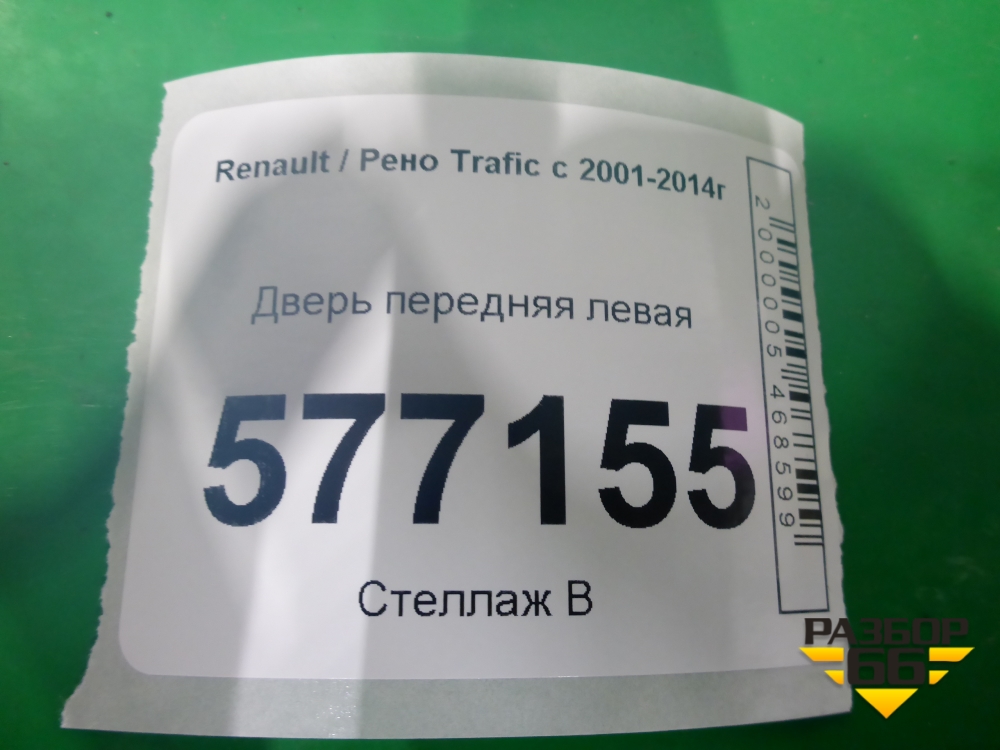 Renault / Рено Trafic с 2001-2014г
Дверь передняя левая
577155
Стеллаж В
2000005468599
РАЗБОР
66